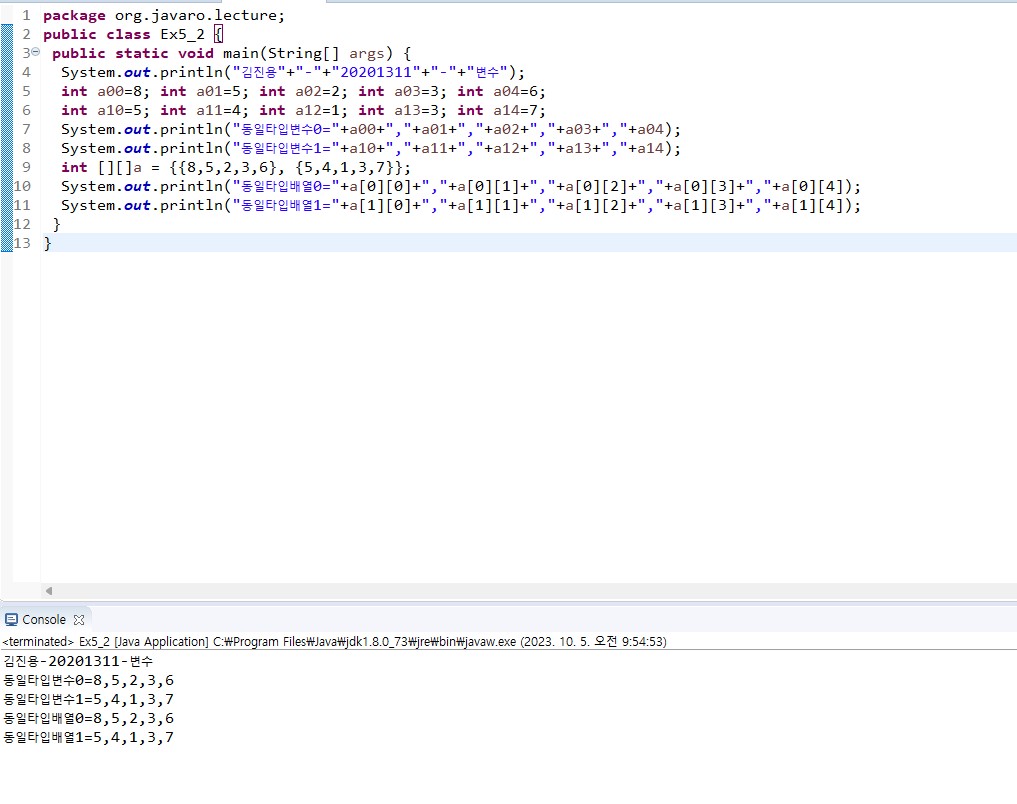 1 package org.javaro.lecture;
2 public class Ex5_2 {
3 public static void main(String[] args) {
4 System.out.println("김진용"+"-"+"20201311"+"-"+"변수");
5 int a00=8; int a01=5; int a02=2; int a03=3; int a04=6;
6 int a10=5; int a11=4; int a12=1; int a13=3; int a14=7;
7 System.out.println("동일타입변수0="+a00+","+a01+","+a02+","+a03+","+a04);
8 System.out.println("동일타입변수1="+a10+","+a11+","+a12+","+a13+","+a14);
9 int [][]a = {{8,5,2,3,6}, {5,4,1,3,7}};
10 System.out.println("동일타입배열0="+a[0][0]+","+a[0][1]+","+a[0][2]+","+a[0][3]+","+a[0][4]);
11 System.out.println("동일타입배열1="+a[1][0]+","+a[1][1]+","+a[1][2]+","+a[1][3]+","+a[1][4]);
12 }
13 }
Console
<terminated> Ex5_2 [Java Application] C:₩Program Files₩Java₩jdk1.8.0_73₩jre₩bin₩javaw.exe (2023. 10. 5. 오전 9:54:53)
김진용-20201311-변수
동일타입변수0=8,5,2,3,6
동일타입변수1=5,4,1,3,7
동일타입배열0=8,5,2,3,6
동일타입배열1=5,4,1,3,7